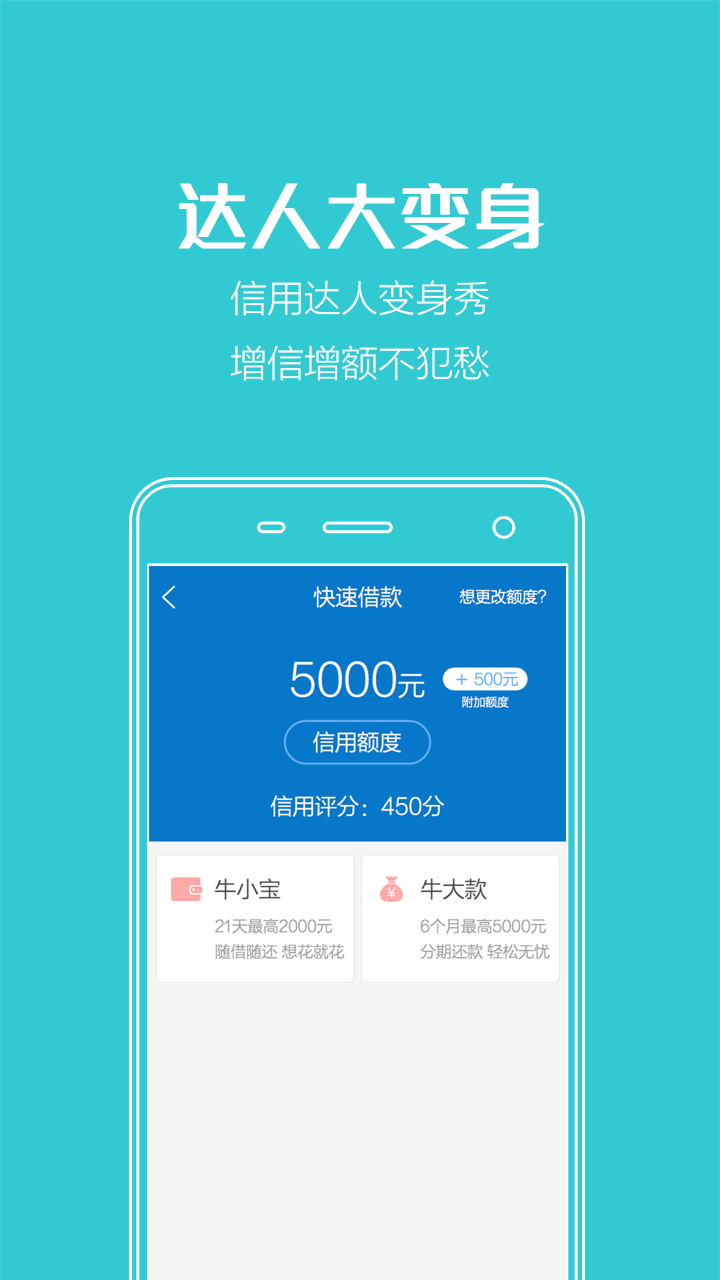 达人大变身
信用达人变身秀
增信增额不犯愁
快速借款 想更改额度?
5000元 + 500元
附加额度
信用额度
信用评分：450分
牛小宝
21天最高2000元
随借随还 想花就花
牛大款
6个月最高5000元
分期还款 轻松无忧